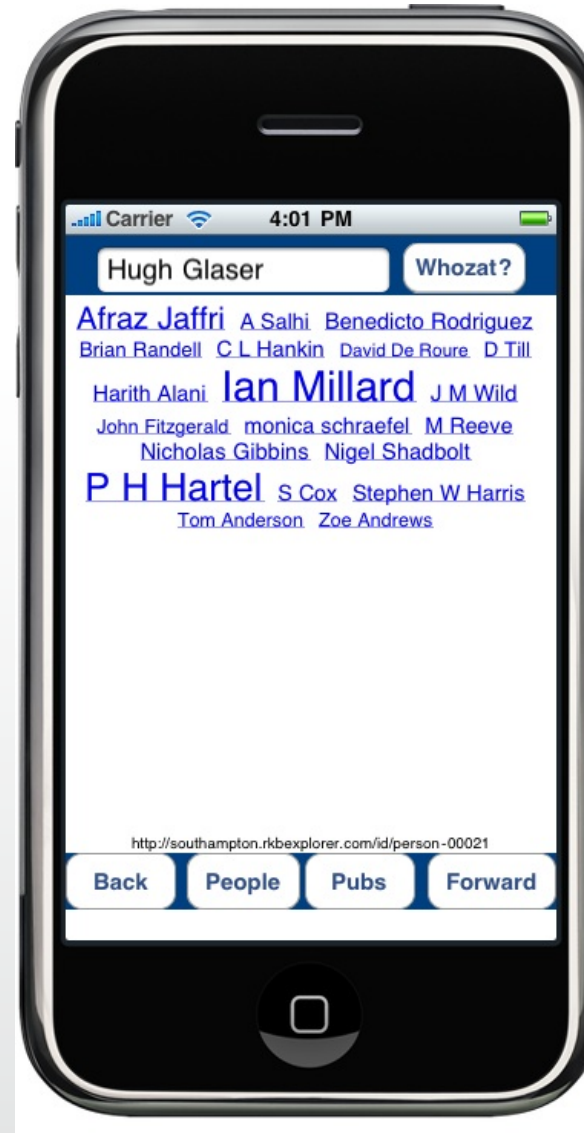 Carrier 4:01 PM
Hugh Glaser Whozat?
Afraz Jaffri A Salhi Benedicto Rodriguez
Brian Randell C L Hankin David De Roure D Till
Harith Alani Ian Millard J M Wild
John Fitzgerald monica schraefel M Reeve
Nicholas Gibbins Nigel Shadbolt
P H Hartel S Cox Stephen W Harris
Tom Anderson Zoe Andrews
http://southampton.rkbexplorer.com/id/person-00021
Back People Pubs Forward